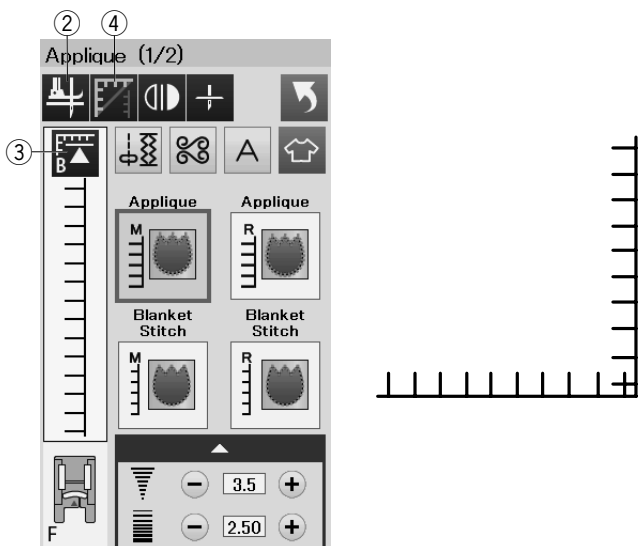 ② ④
Applique (1/2)
③
E
B
A
Applique Applique
M R
Blanket Stitch Blanket Stitch
M R
3.5
2.50
F